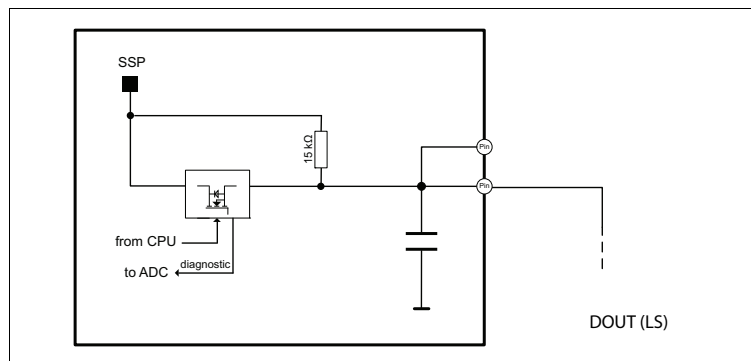 SSP
15 kΩ
Pin
Pin
from CPU
diagnostic
to ADC
DOUT (LS)